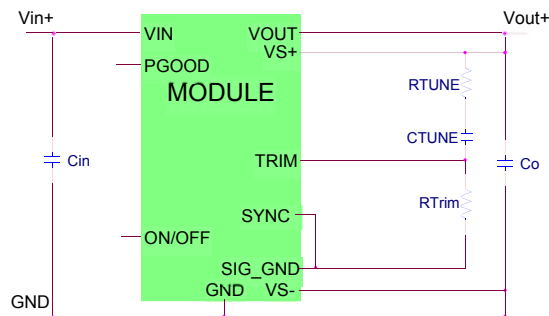 Vin+
Vout+
VIN
VOUT
VS+
PGOOD
RTUNE
MODULE
CTUNE
Cin
TRIM
Co
RTrim
SYNC
ON/OFF
SIG_GND
GND
GND
VS-